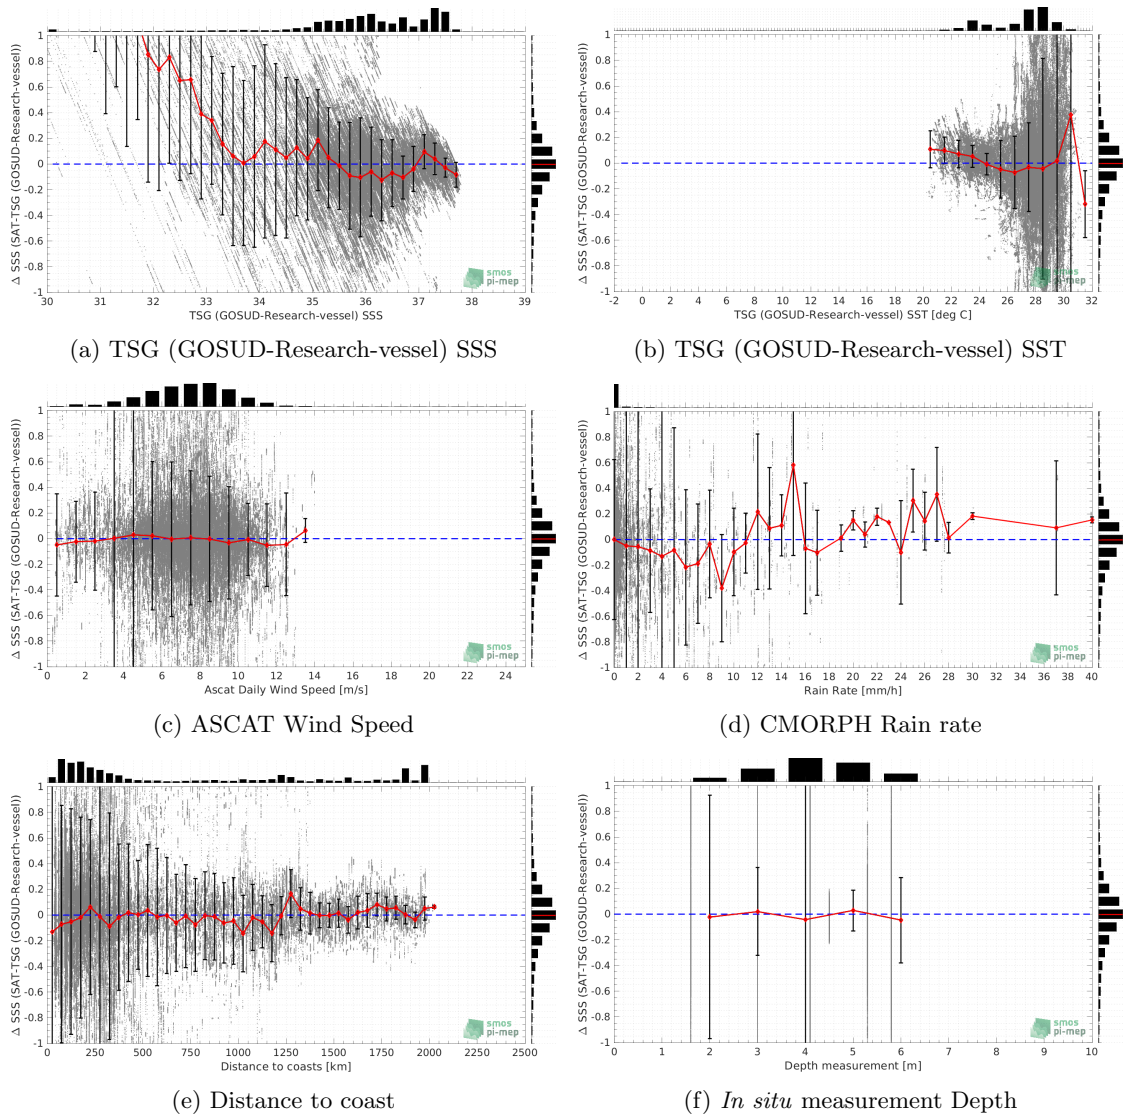 Δ SSS (SAT-TSG (GOSUD-Research-vessel))
1
0.8
0.6
0.4
0.2
0
-0.2
-0.4
-0.6
-0.8
-1
30 31 32 33 34 35 36 37 38 39
TSG (GOSUD-Research-vessel) SSS
smos
pi-mep
(a) TSG (GOSUD-Research-vessel) SSS
Δ SSS (SAT-TSG (GOSUD-Research-vessel))
1
0.8
0.6
0.4
0.2
0
-0.2
-0.4
-0.6
-0.8
-1
-2 0 2 4 6 8 10 12 14 16 18 20 22 24 26 28 30 32
TSG (GOSUD-Research-vessel) SST [deg C]
smos
pi-mep
(b) TSG (GOSUD-Research-vessel) SST
Δ SSS (SAT-TSG (GOSUD-Research-vessel))
1
0.8
0.6
0.4
0.2
0
-0.2
-0.4
-0.6
-0.8
-1
0 2 4 6 8 10 12 14 16 18 20 22 24
Ascat Daily Wind Speed [m/s]
smos
pi-mep
(c) ASCAT Wind Speed
Δ SSS (SAT-TSG (GOSUD-Research-vessel))
1
0.8
0.6
0.4
0.2
0
-0.2
-0.4
-0.6
-0.8
-1
0 2 4 6 8 10 12 14 16 18 20 22 24 26 28 30 32 34 36 38 40
Rain Rate [mm/h]
smos
pi-mep
(d) CMORPH Rain rate
Δ SSS (SAT-TSG (GOSUD-Research-vessel))
1
0.8
0.6
0.4
0.2
0
-0.2
-0.4
-0.6
-0.8
-1
0 250 500 750 1000 1250 1500 1750 2000 2250 2500
Distance to coasts [km]
smos
pi-mep
(e) Distance to coast
Δ SSS (SAT-TSG (GOSUD-Research-vessel))
1
0.8
0.6
0.4
0.2
0
-0.2
-0.4
-0.6
-0.8
-1
0 1 2 3 4 5 6 7 8 9 10
Depth measurement [m]
smos
pi-mep
(f) In situ measurement Depth